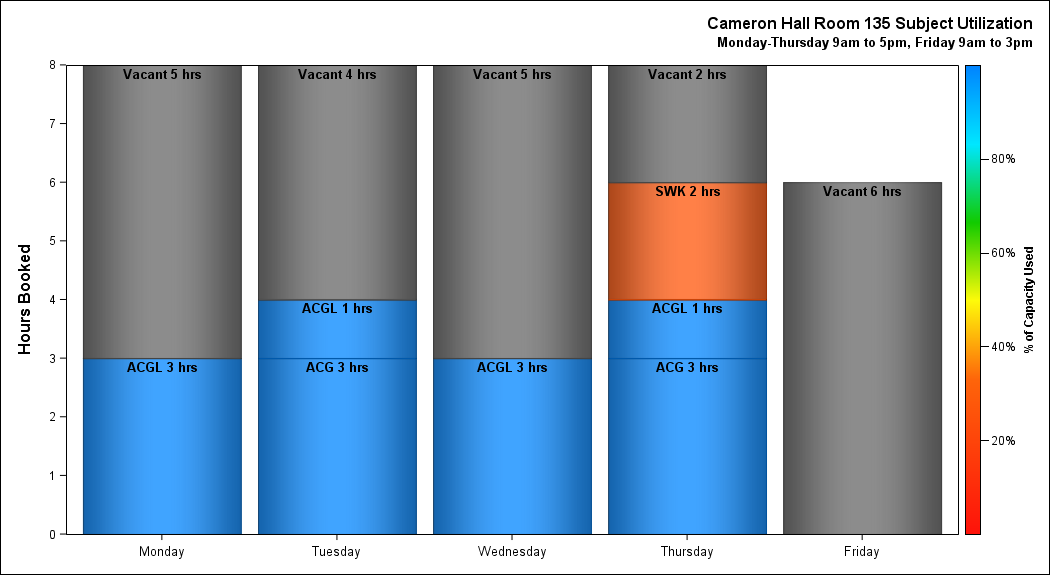 Cameron Hall Room 135 Subject Utilization
Monday-Thursday 9am to 5pm, Friday 9am to 3pm
Hours Booked
8
7
6
5
4
3
2
1
0
Vacant 5 hrs
ACGL 3 hrs
Monday
Vacant 4 hrs
ACGL 1 hrs
ACG 3 hrs
Tuesday
Vacant 5 hrs
ACGL 3 hrs
Wednesday
Vacant 2 hrs
SWK 2 hrs
ACGL 1 hrs
ACG 3 hrs
Thursday
Vacant 6 hrs
Friday
80%
60%
40%
20%
% of Capacity Used